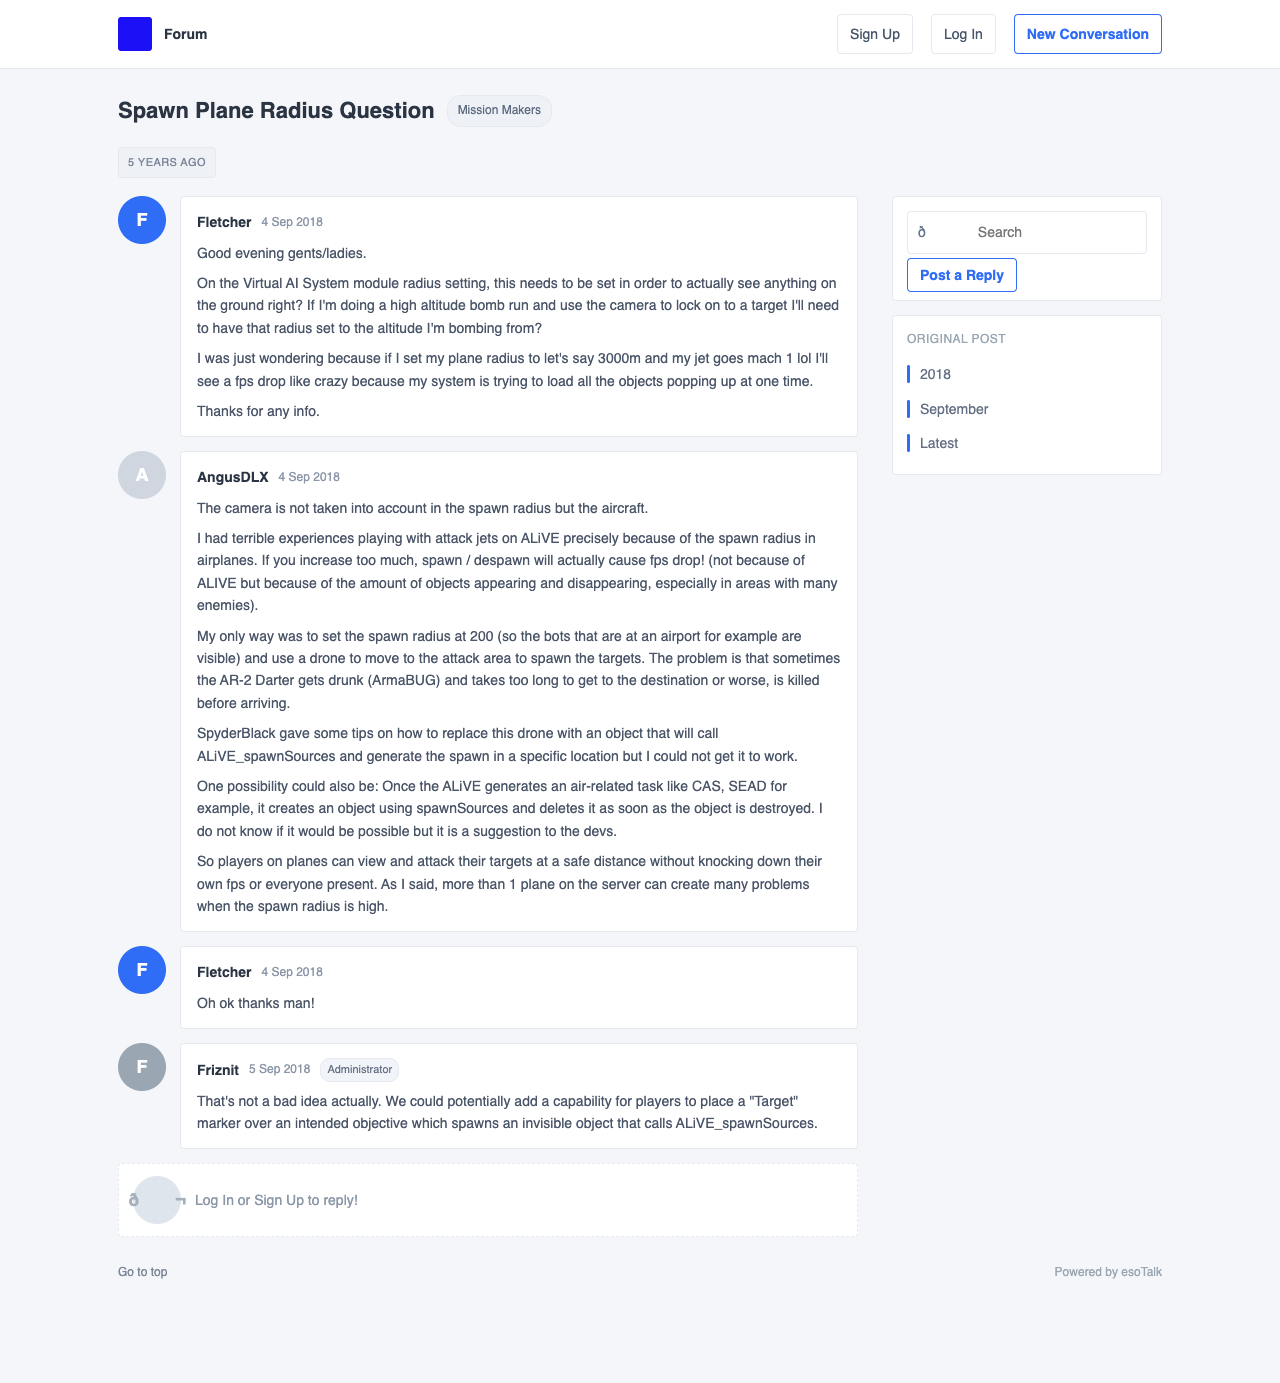 Forum
Sign Up
Log In
New Conversation
Spawn Plane Radius Question
Mission Makers
5 YEARS AGO
F
Fletcher 4 Sep 2018
Good evening gents/ladies.
On the Virtual AI System module radius setting, this needs to be set in order to actually see anything on
the ground right? If I'm doing a high altitude bomb run and use the camera to lock on to a target I'll need
to have that radius set to the altitude I'm bombing from?
I was just wondering because if I set my plane radius to let's say 3000m and my jet goes mach 1 lol I'll
see a fps drop like crazy because my system is trying to load all the objects popping up at one time.
Thanks for any info.
A
AngusDLX 4 Sep 2018
The camera is not taken into account in the spawn radius but the aircraft.
I had terrible experiences playing with attack jets on ALiVE precisely because of the spawn radius in
airplanes. If you increase too much, spawn / despawn will actually cause fps drop! (not because of
ALIVE but because of the amount of objects appearing and disappearing, especially in areas with many
enemies).
My only way was to set the spawn radius at 200 (so the bots that are at an airport for example are
visible) and use a drone to move to the attack area to spawn the targets. The problem is that sometimes
the AR-2 Darter gets drunk (ArmaBUG) and takes too long to get to the destination or worse, is killed
before arriving.
SpyderBlack gave some tips on how to replace this drone with an object that will call
ALiVE_spawnSources and generate the spawn in a specific location but I could not get it to work.
One possibility could also be: Once the ALiVE generates an air-related task like CAS, SEAD for
example, it creates an object using spawnSources and deletes it as soon as the object is destroyed. I
do not know if it would be possible but it is a suggestion to the devs.
So players on planes can view and attack their targets at a safe distance without knocking down their
own fps or everyone present. As I said, more than 1 plane on the server can create many problems
when the spawn radius is high.
F
Fletcher 4 Sep 2018
Oh ok thanks man!
F
Friznit 5 Sep 2018 Administrator
That's not a bad idea actually. We could potentially add a capability for players to place a "Target"
marker over an intended objective which spawns an invisible object that calls ALiVE_spawnSources.
ð ¬ Log In or Sign Up to reply!
ð Search
Post a Reply
ORIGINAL POST
2018
September
Latest
Go to top
Powered by esoTalk